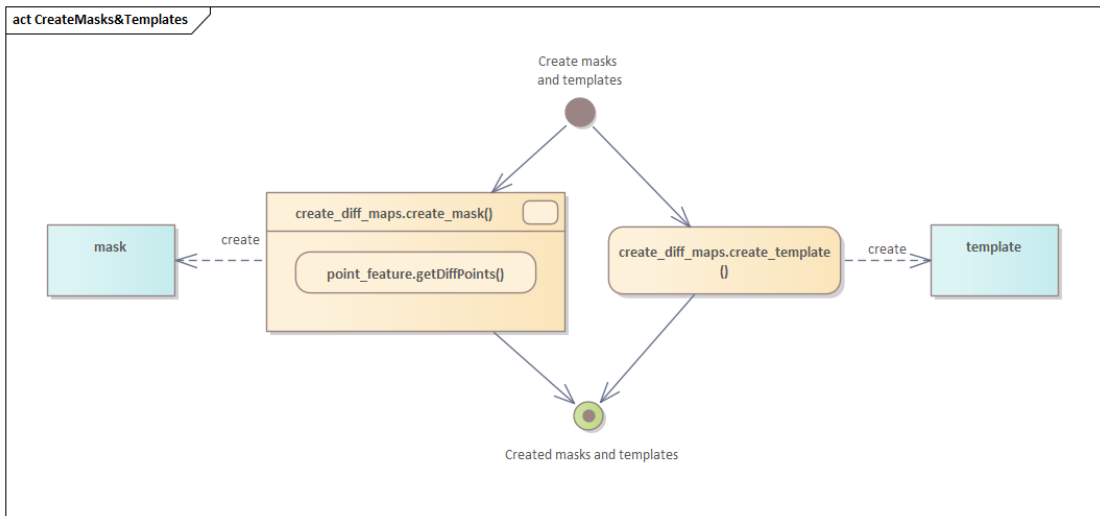 act CreateMasks&Templates
Create masks
and templates
create_diff_maps.create_mask()
mask
create
point_feature.getDiffPoints()
create_diff_maps.create_template
()
create
template
Created masks and templates